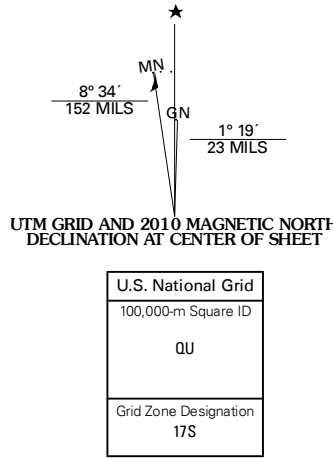 MN
8° 34´
152 MILS
GN
1° 19´
23 MILS
UTM GRID AND 2010 MAGNETIC NORTH
DECLINATION AT CENTER OF SHEET
U.S. National Grid
100,000-m Square ID
QU
Grid Zone Designation
17S